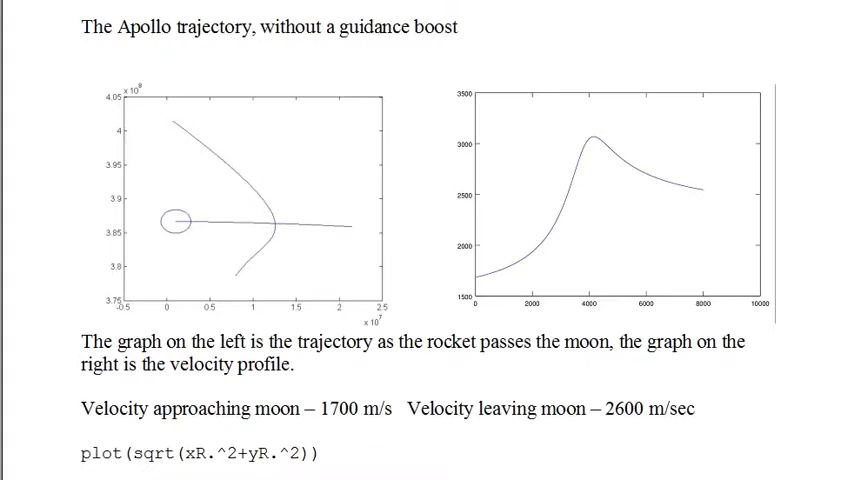 The Apollo trajectory, without a guidance boost
x 10^8
4.05
4
3.95
3.9
3.85
3.8
3.75
-0.5 0 0.5 1 1.5 2 2.5
x 10^7
3500
3000
2500
2000
1500
0 2000 4000 6000 8000 10000
The graph on the left is the trajectory as the rocket passes the moon, the graph on the
right is the velocity profile.
Velocity approaching moon – 1700 m/s Velocity leaving moon – 2600 m/sec
plot(sqrt(xR.^2+yR.^2))